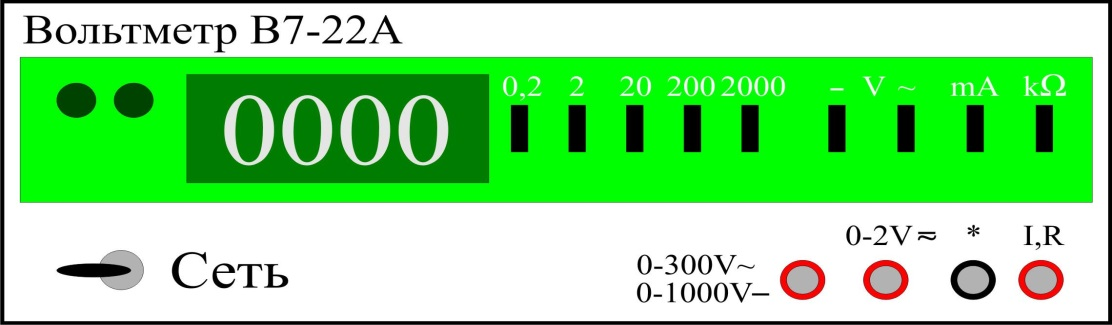 Вольтметр В7-22А
0000
0,2 2 20 200 2000 – V ~ mA kΩ
Сеть
0-2V≂ * I,R
0-300V~
0-1000V–